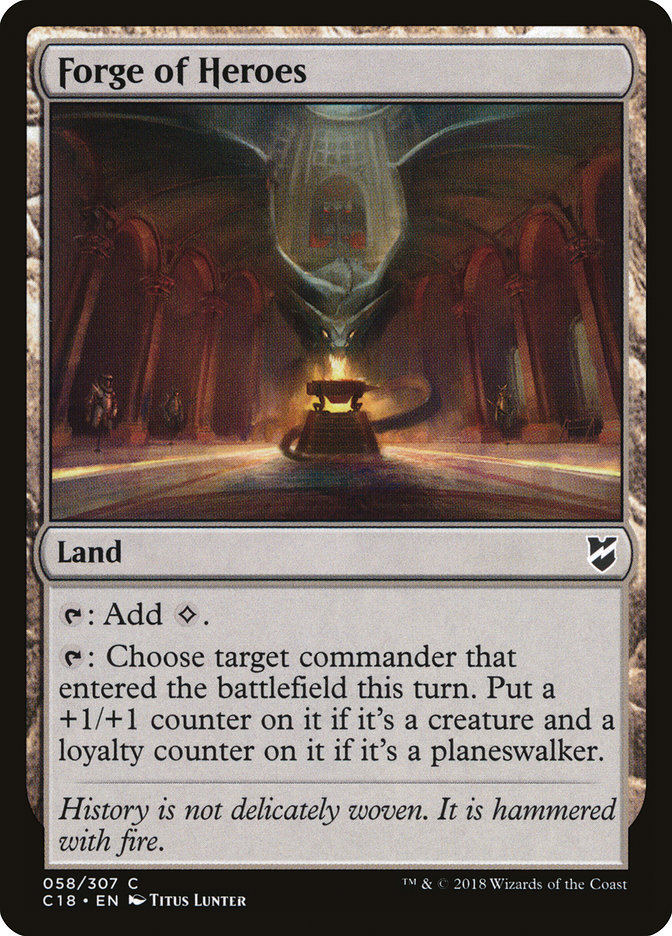 Forge of Heroes
Land
: Add .
: Choose target commander that
entered the battlefield this turn. Put a
+1/+1 counter on it if it's a creature and a
loyalty counter on it if it's a planeswalker.
History is not delicately woven. It is hammered
with fire.
058/307 C
C18 • EN Titus Lunter
™ & © 2018 Wizards of the Coast